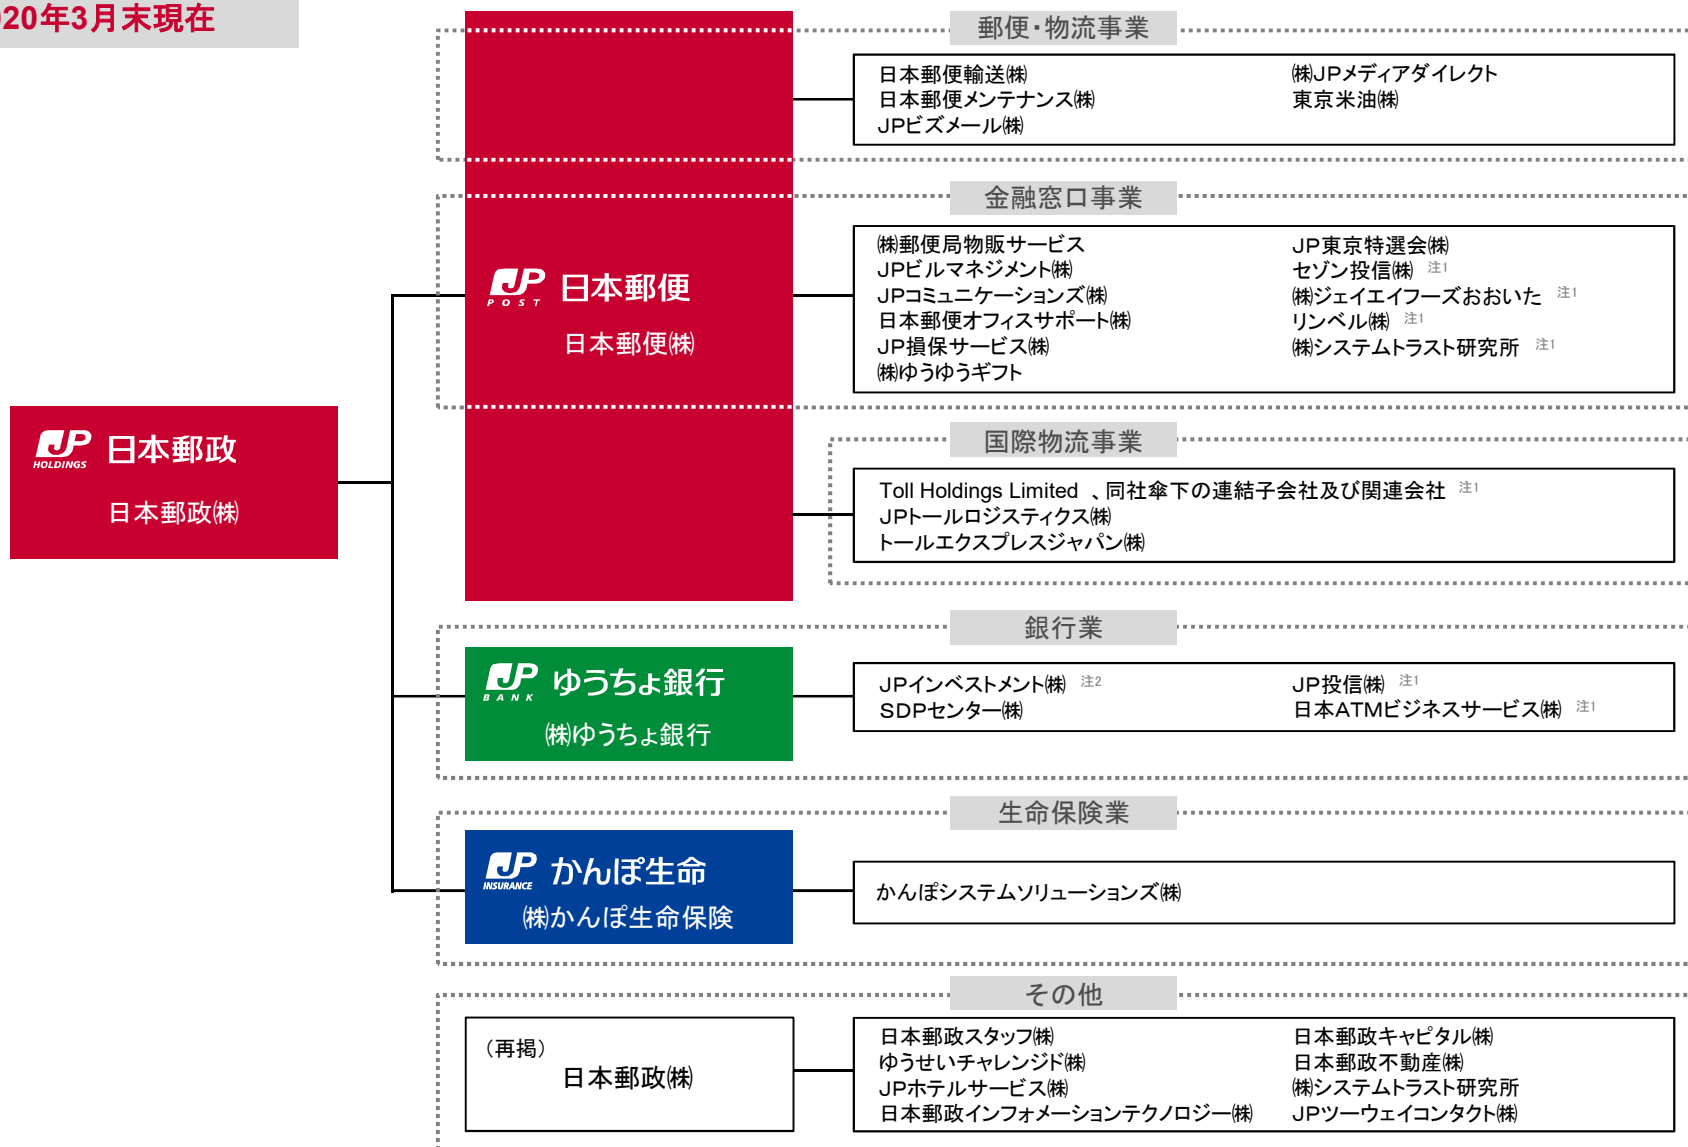 20年3月末現在
郵便・物流事業
日本郵便輸送㈱
日本郵便メンテナンス㈱
JPビズメール㈱
㈱JPメディアダイレクト
東京米油㈱
金融窓口事業
㈱郵便局物販サービス
JPビルマネジメント㈱
JPコミュニケーションズ㈱
日本郵便オフィスサポート㈱
JP損保サービス㈱
㈱ゆうゆうギフト
JP東京特選会㈱
セゾン投信㈱ 注1
㈱ジェイエイフーズおおいた 注1
リンベル㈱ 注1
㈱システムトラスト研究所 注1
JP POST 日本郵便
日本郵便㈱
JP HOLDINGS 日本郵政
日本郵政㈱
国際物流事業
Toll Holdings Limited 、同社傘下の連結子会社及び関連会社 注1
JPトールロジスティクス㈱
トールエクスプレスジャパン㈱
銀行業
JP BANK ゆうちょ銀行
㈱ゆうちょ銀行
JPインベストメント㈱ 注2
SDPセンター㈱
JP投信㈱ 注1
日本ATMビジネスサービス㈱ 注1
生命保険業
JP INSURANCE かんぽ生命
㈱かんぽ生命保険
かんぽシステムソリューションズ㈱
その他
（再掲）
日本郵政㈱
日本郵政スタッフ㈱
ゆうせいチャレンジド㈱
JPホテルサービス㈱
日本郵政インフォメーションテクノロジー㈱
日本郵政キャピタル㈱
日本郵政不動産㈱
㈱システムトラスト研究所
JPツーウェイコンタクト㈱